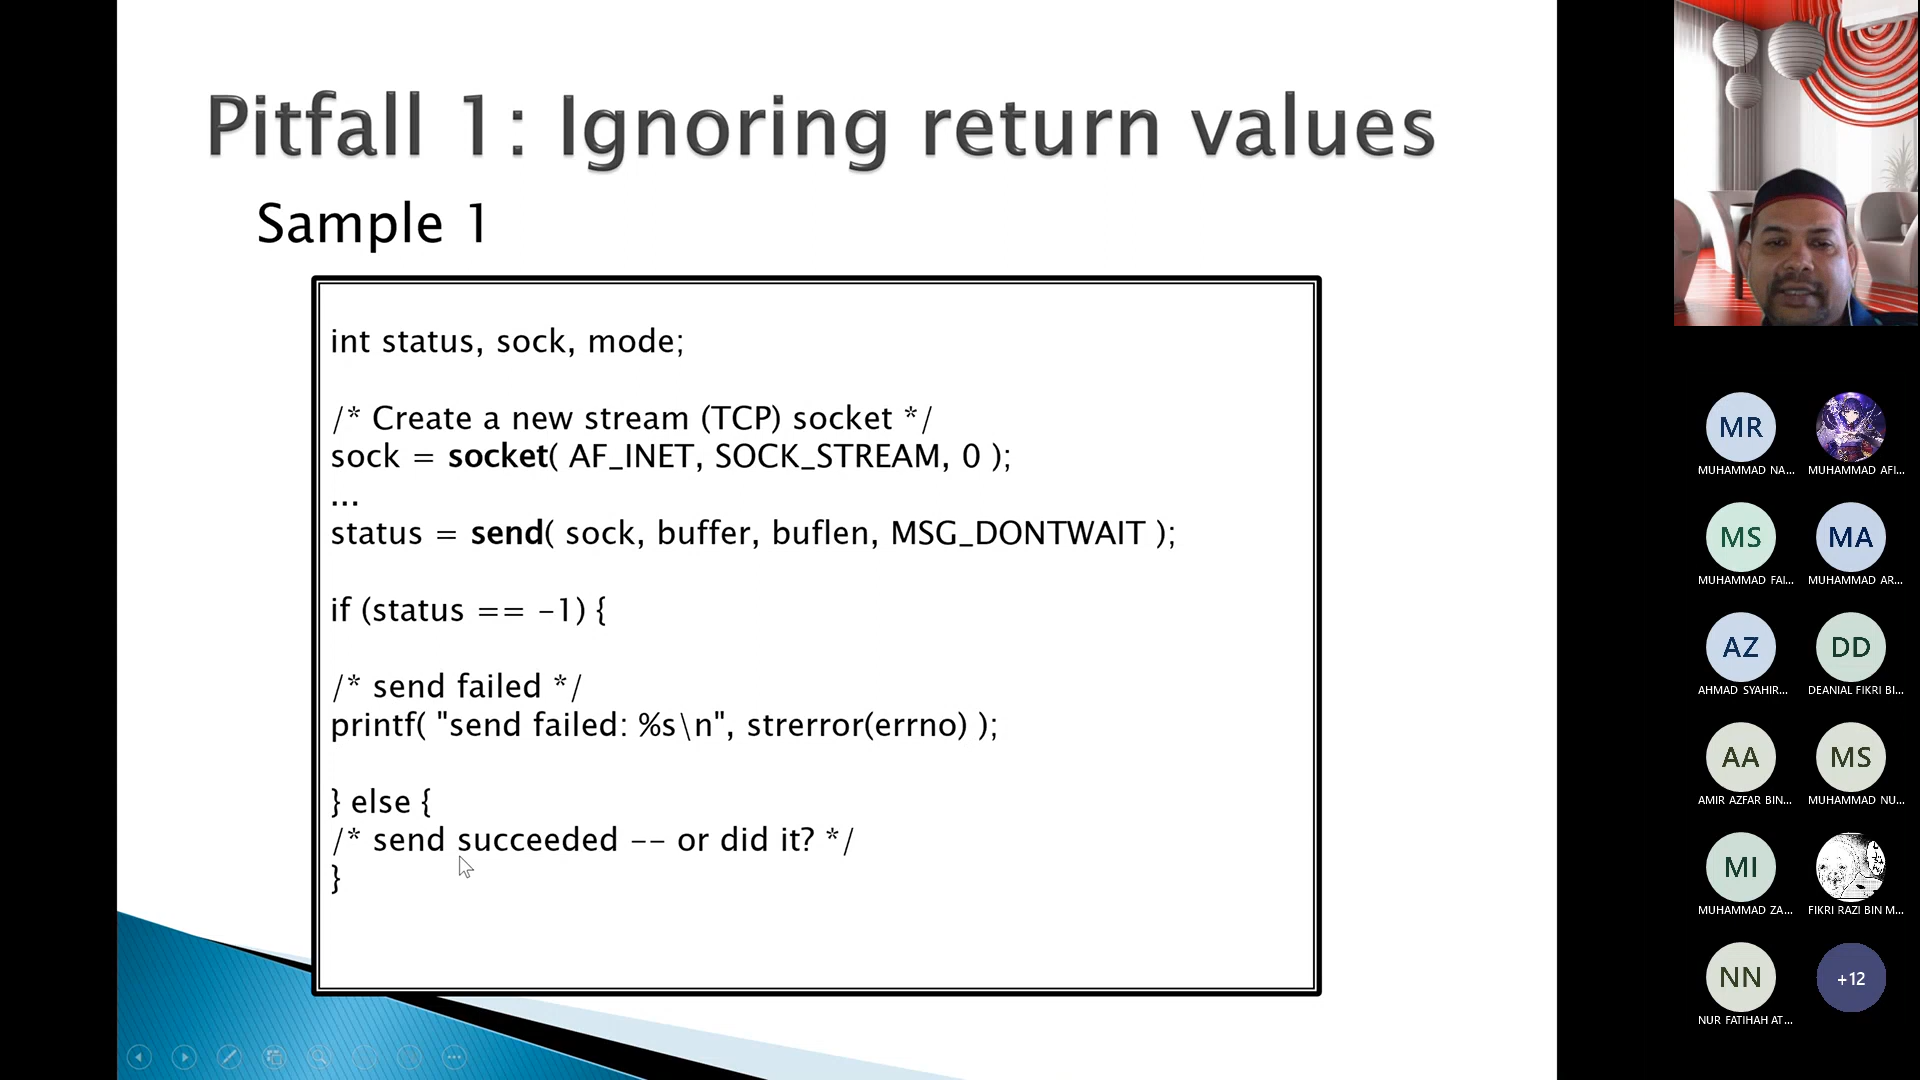 Pitfall 1: Ignoring return values
Sample 1
int status, sock, mode;
/* Create a new stream (TCP) socket */
sock = socket( AF_INET, SOCK_STREAM, 0 );
...
status = send( sock, buffer, buflen, MSG_DONTWAIT );
if (status == -1) {
/* send failed */
printf( "send failed: %s\n", strerror(errno) );
} else {
/* send succeeded -- or did it? */
}
MR
MUHAMMAD NA...
MUHAMMAD AFI...
MS
MA
MUHAMMAD FAI...
MUHAMMAD AR...
AZ
DD
AHMAD SYAHIR...
DEANIAL FIKRI BI...
AA
MS
AMIR AZFAR BIN...
MUHAMMAD NU...
MI
MUHAMMAD ZA...
FIKRI RAZI BIN M...
NN
+12
NUR FATIHAH AT...